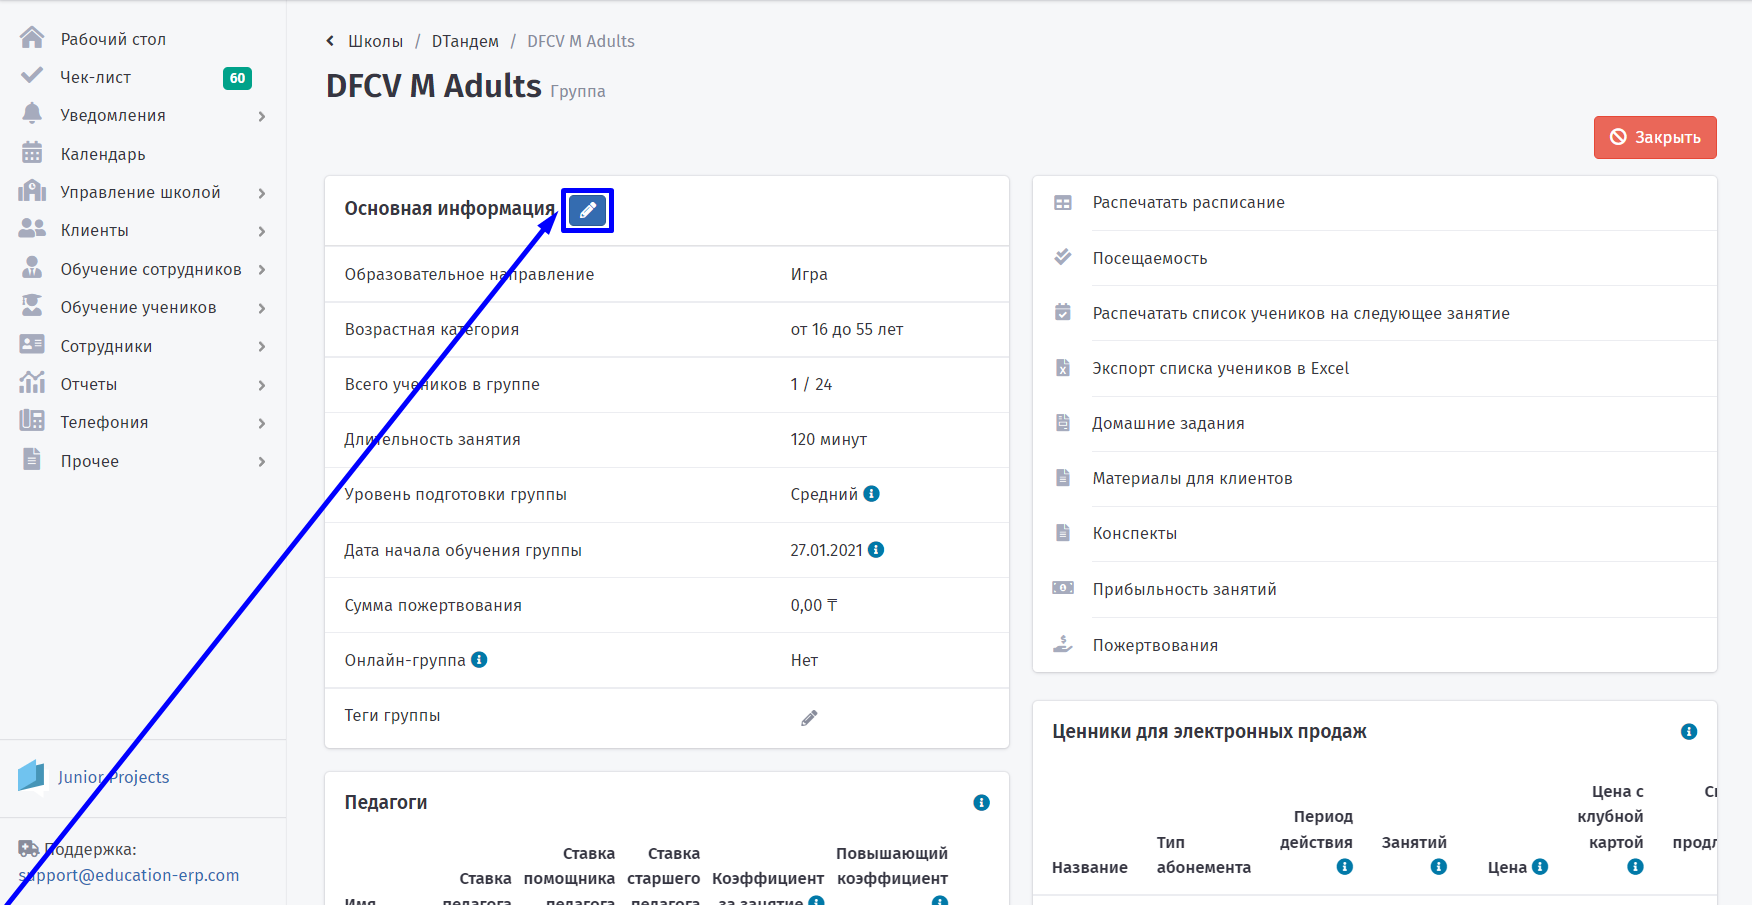 Рабочий стол
Чек-лист 60
Уведомления
Календарь
Управление школой
Клиенты
Обучение сотрудников
Обучение учеников
Сотрудники
Отчеты
Телефония
Прочее
Junior Projects
Поддержка:
support@education-erp.com
Школы / DТандем / DFCV M Adults
DFCV M Adults Группа
Закрыть
Основная информация
Образовательное направление Игра
Возрастная категория от 16 до 55 лет
Всего учеников в группе 1 / 24
Длительность занятия 120 минут
Уровень подготовки группы Средний
Дата начала обучения группы 27.01.2021
Сумма пожертвования 0,00 ₸
Онлайн-группа Нет
Теги группы
Педагоги
Имя
Ставка
педагога
Ставка
помощника
педагога
Ставка
старшего
педагога
Коэффициент
за занятие
Повышающий
коэффициент
Распечатать расписание
Посещаемость
Распечатать список учеников на следующее занятие
Экспорт списка учеников в Excel
Домашние задания
Материалы для клиентов
Конспекты
Прибыльность занятий
Пожертвования
Ценники для электронных продаж
Название
Тип
абонемента
Период
действия
Занятий
Цена
Цена с
клубной
картой